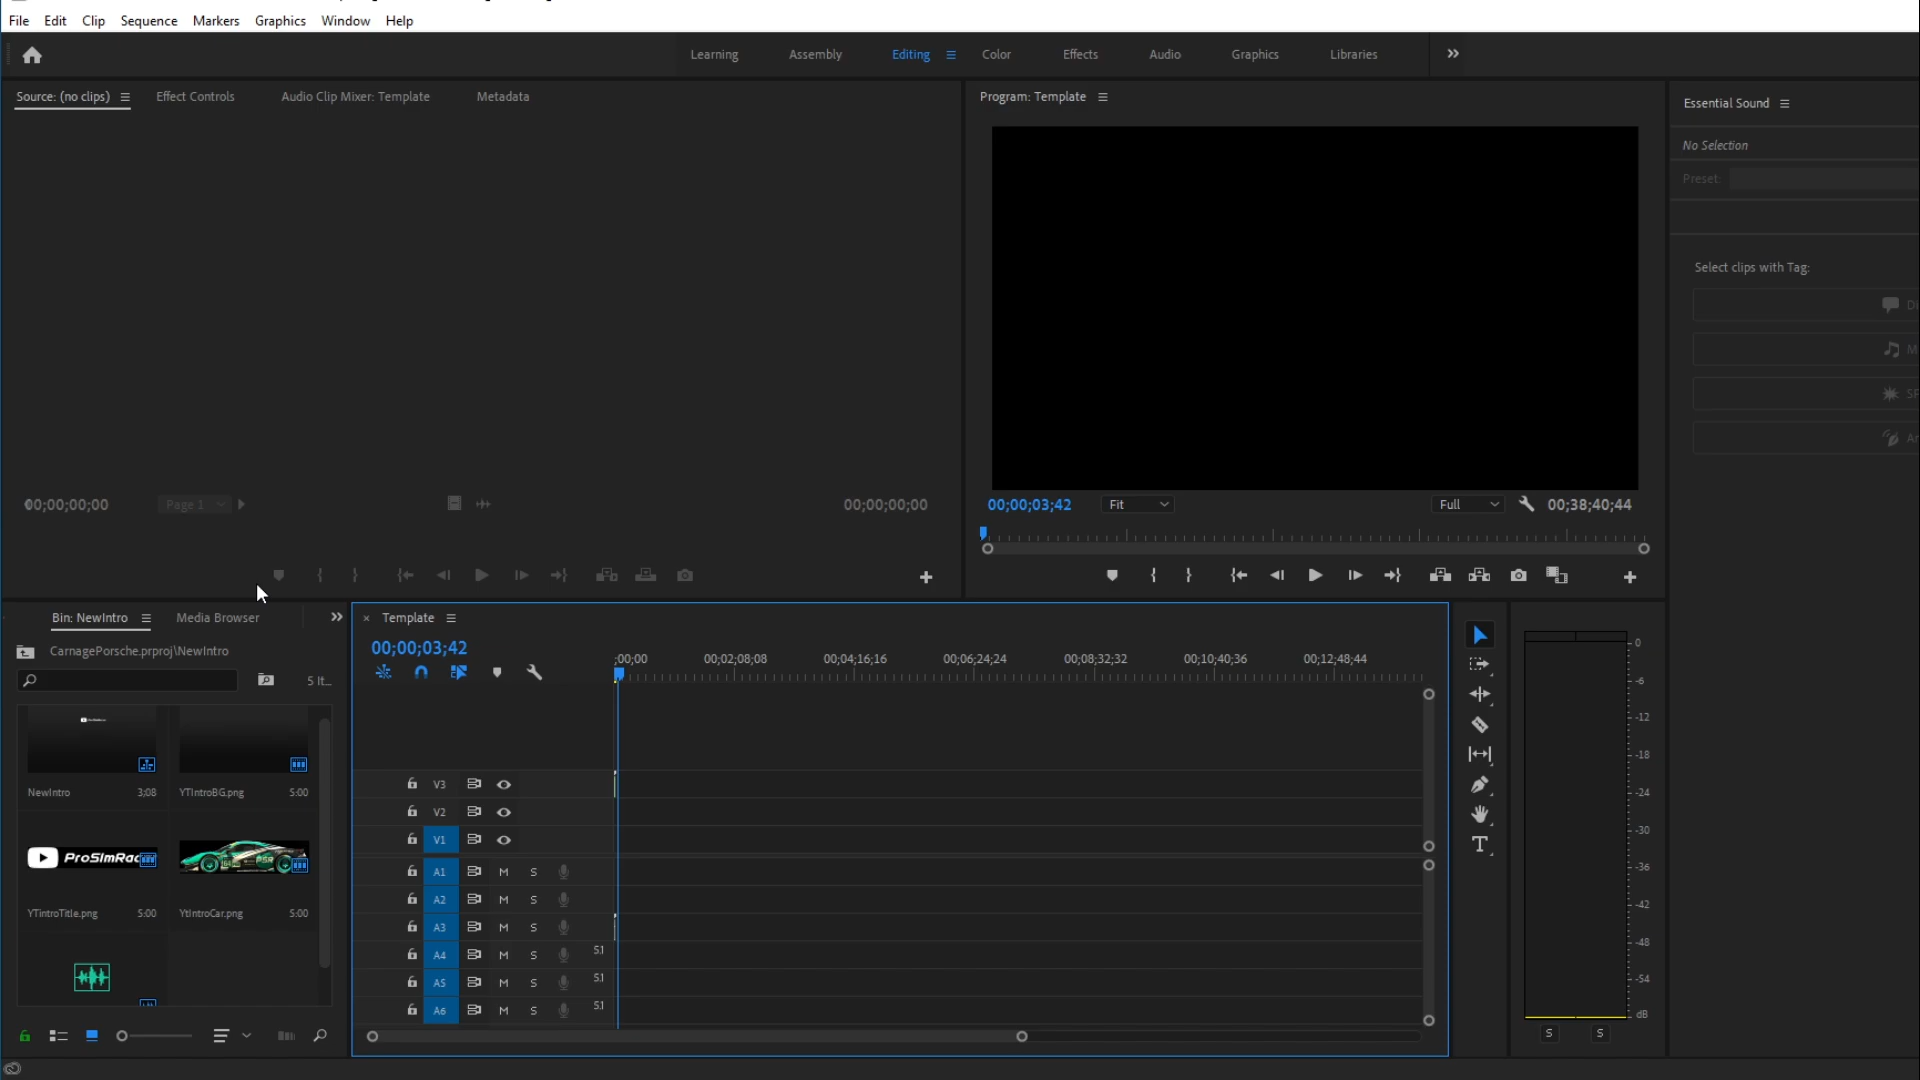 File Edit Clip Sequence Markers Graphics Window Help
Learning Assembly Editing Color Effects Audio Graphics Libraries
Source: (no clips) Effect Controls Audio Clip Mixer: Template Metadata
Program: Template
Essential Sound
No Selection
Preset:
Select clips with Tag:
Di
M
SF
Ar
00;00;00;00 Page 1 00;00;00;00
00;00;03;42 Fit Full 00;38;40;44
Bin: NewIntro Media Browser
CarnagePorsche.prproj\NewIntro
5 It...
NewIntro 3;08 YTIntroBG.png 5:00
ProSimRac
YTintroTitle.png 5:00 YtIntroCar.png 5:00
Template
00;00;03;42
;00;00 00;02;08;08 00;04;16;16 00;06;24;24 00;08;32;32 00;10;40;36 00;12;48;44
V3
V2
V1
A1 M S
A2 M S
A3 M S
A4 M S 5.1
A5 M S 5.1
A6 M S 5.1
0
-6
-12
-18
-24
-30
-36
-42
-48
-54
dB
S S